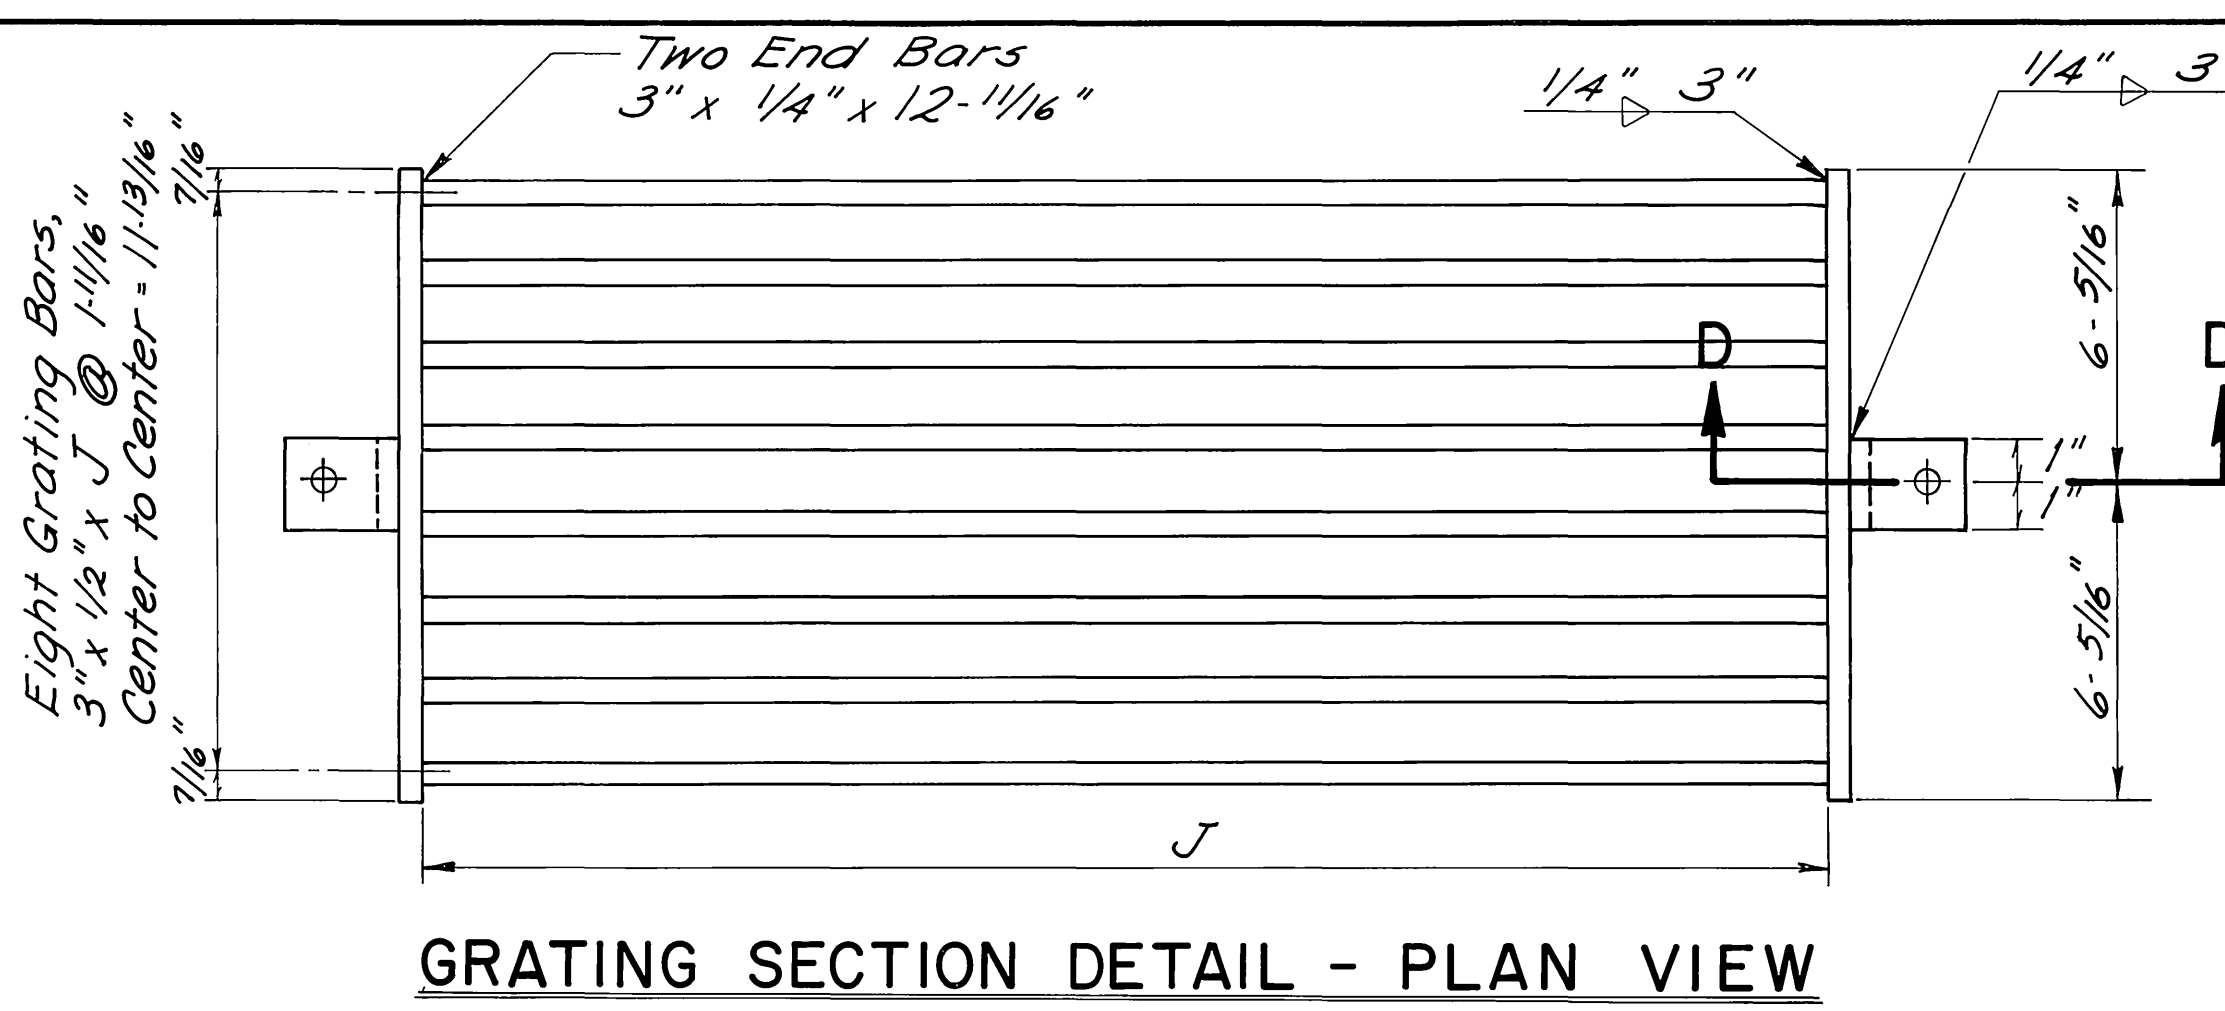 Two End Bars
3" x 1/4" x 12-11/16"
1/4" 3"
1/4" 3
Eight Grating Bars,
3" x 1/2" x J @ 1-11/16"
Center to Center = 11-13/16"
7/16"
7/16"
6-5/16"
D
D
1"
1"
6-5/16"
J
GRATING SECTION DETAIL - PLAN VIEW